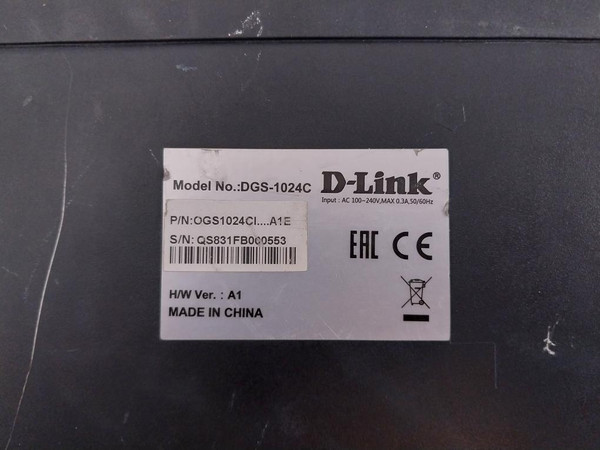 Model No.:DGS-1024C
D-Link®
Input : AC 100~240V,MAX 0.3A,50/60Hz
P/N:OGS1024CI....A1E
S/N: QS831FB000553
EAC CE
H/W Ver. : A1
MADE IN CHINA